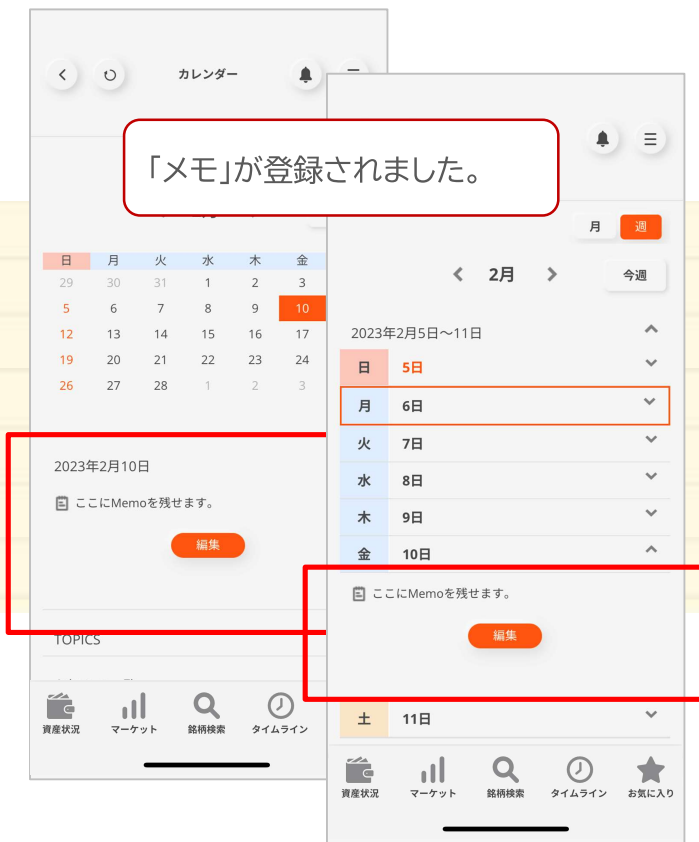 カレンダー
「メモ」が登録されました。
日 月 火 水 木 金
29 30 31 1 2 3
5 6 7 8 9 10
12 13 14 15 16 17
19 20 21 22 23 24
26 27 28 1 2 3
2023年2月10日
ここにMemoを残せます。
編集
TOPICS
資産状況 マーケット 銘柄検索 タイムライン
月 週
2月 今週
2023年2月5日～11日
日 5日
月 6日
火 7日
水 8日
木 9日
金 10日
ここにMemoを残せます。
編集
土 11日
資産状況 マーケット 銘柄検索 タイムライン お気に入り